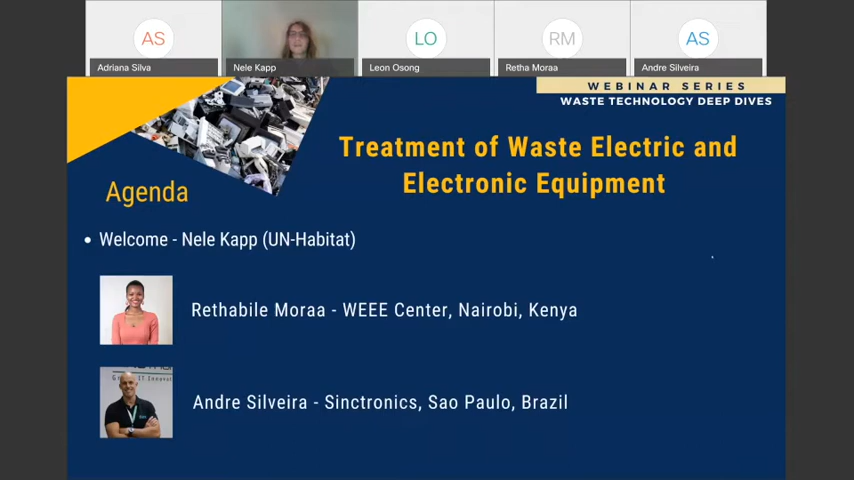 AS
LO
RM
AS
Adriana Silva
Nele Kapp
Leon Osong
Retha Moraa
Andre Silveira
WEBINAR SERIES
WASTE TECHNOLOGY DEEP DIVES
Treatment of Waste Electric and
Electronic Equipment
Agenda
• Welcome - Nele Kapp (UN-Habitat)
Rethabile Moraa - WEEE Center, Nairobi, Kenya
Andre Silveira - Sinctronics, Sao Paulo, Brazil